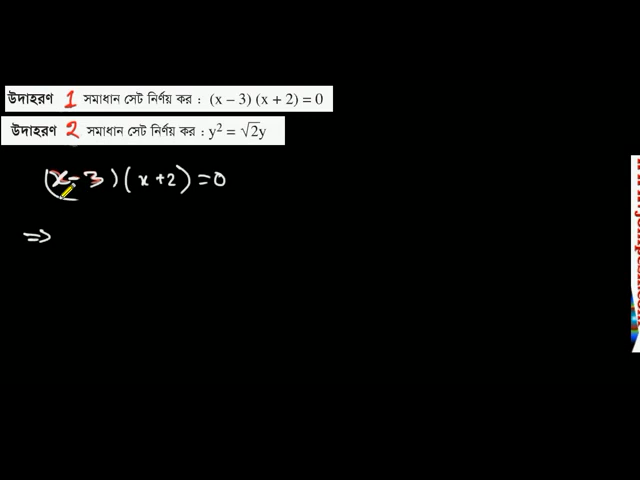 উদাহরণ 1 সমাধান সেট নির্ণয় কর : (x – 3) (x + 2) = 0
উদাহরণ 2 সমাধান সেট নির্ণয় কর : y² = √2y
(x - 3) (x + 2) = 0
⇒